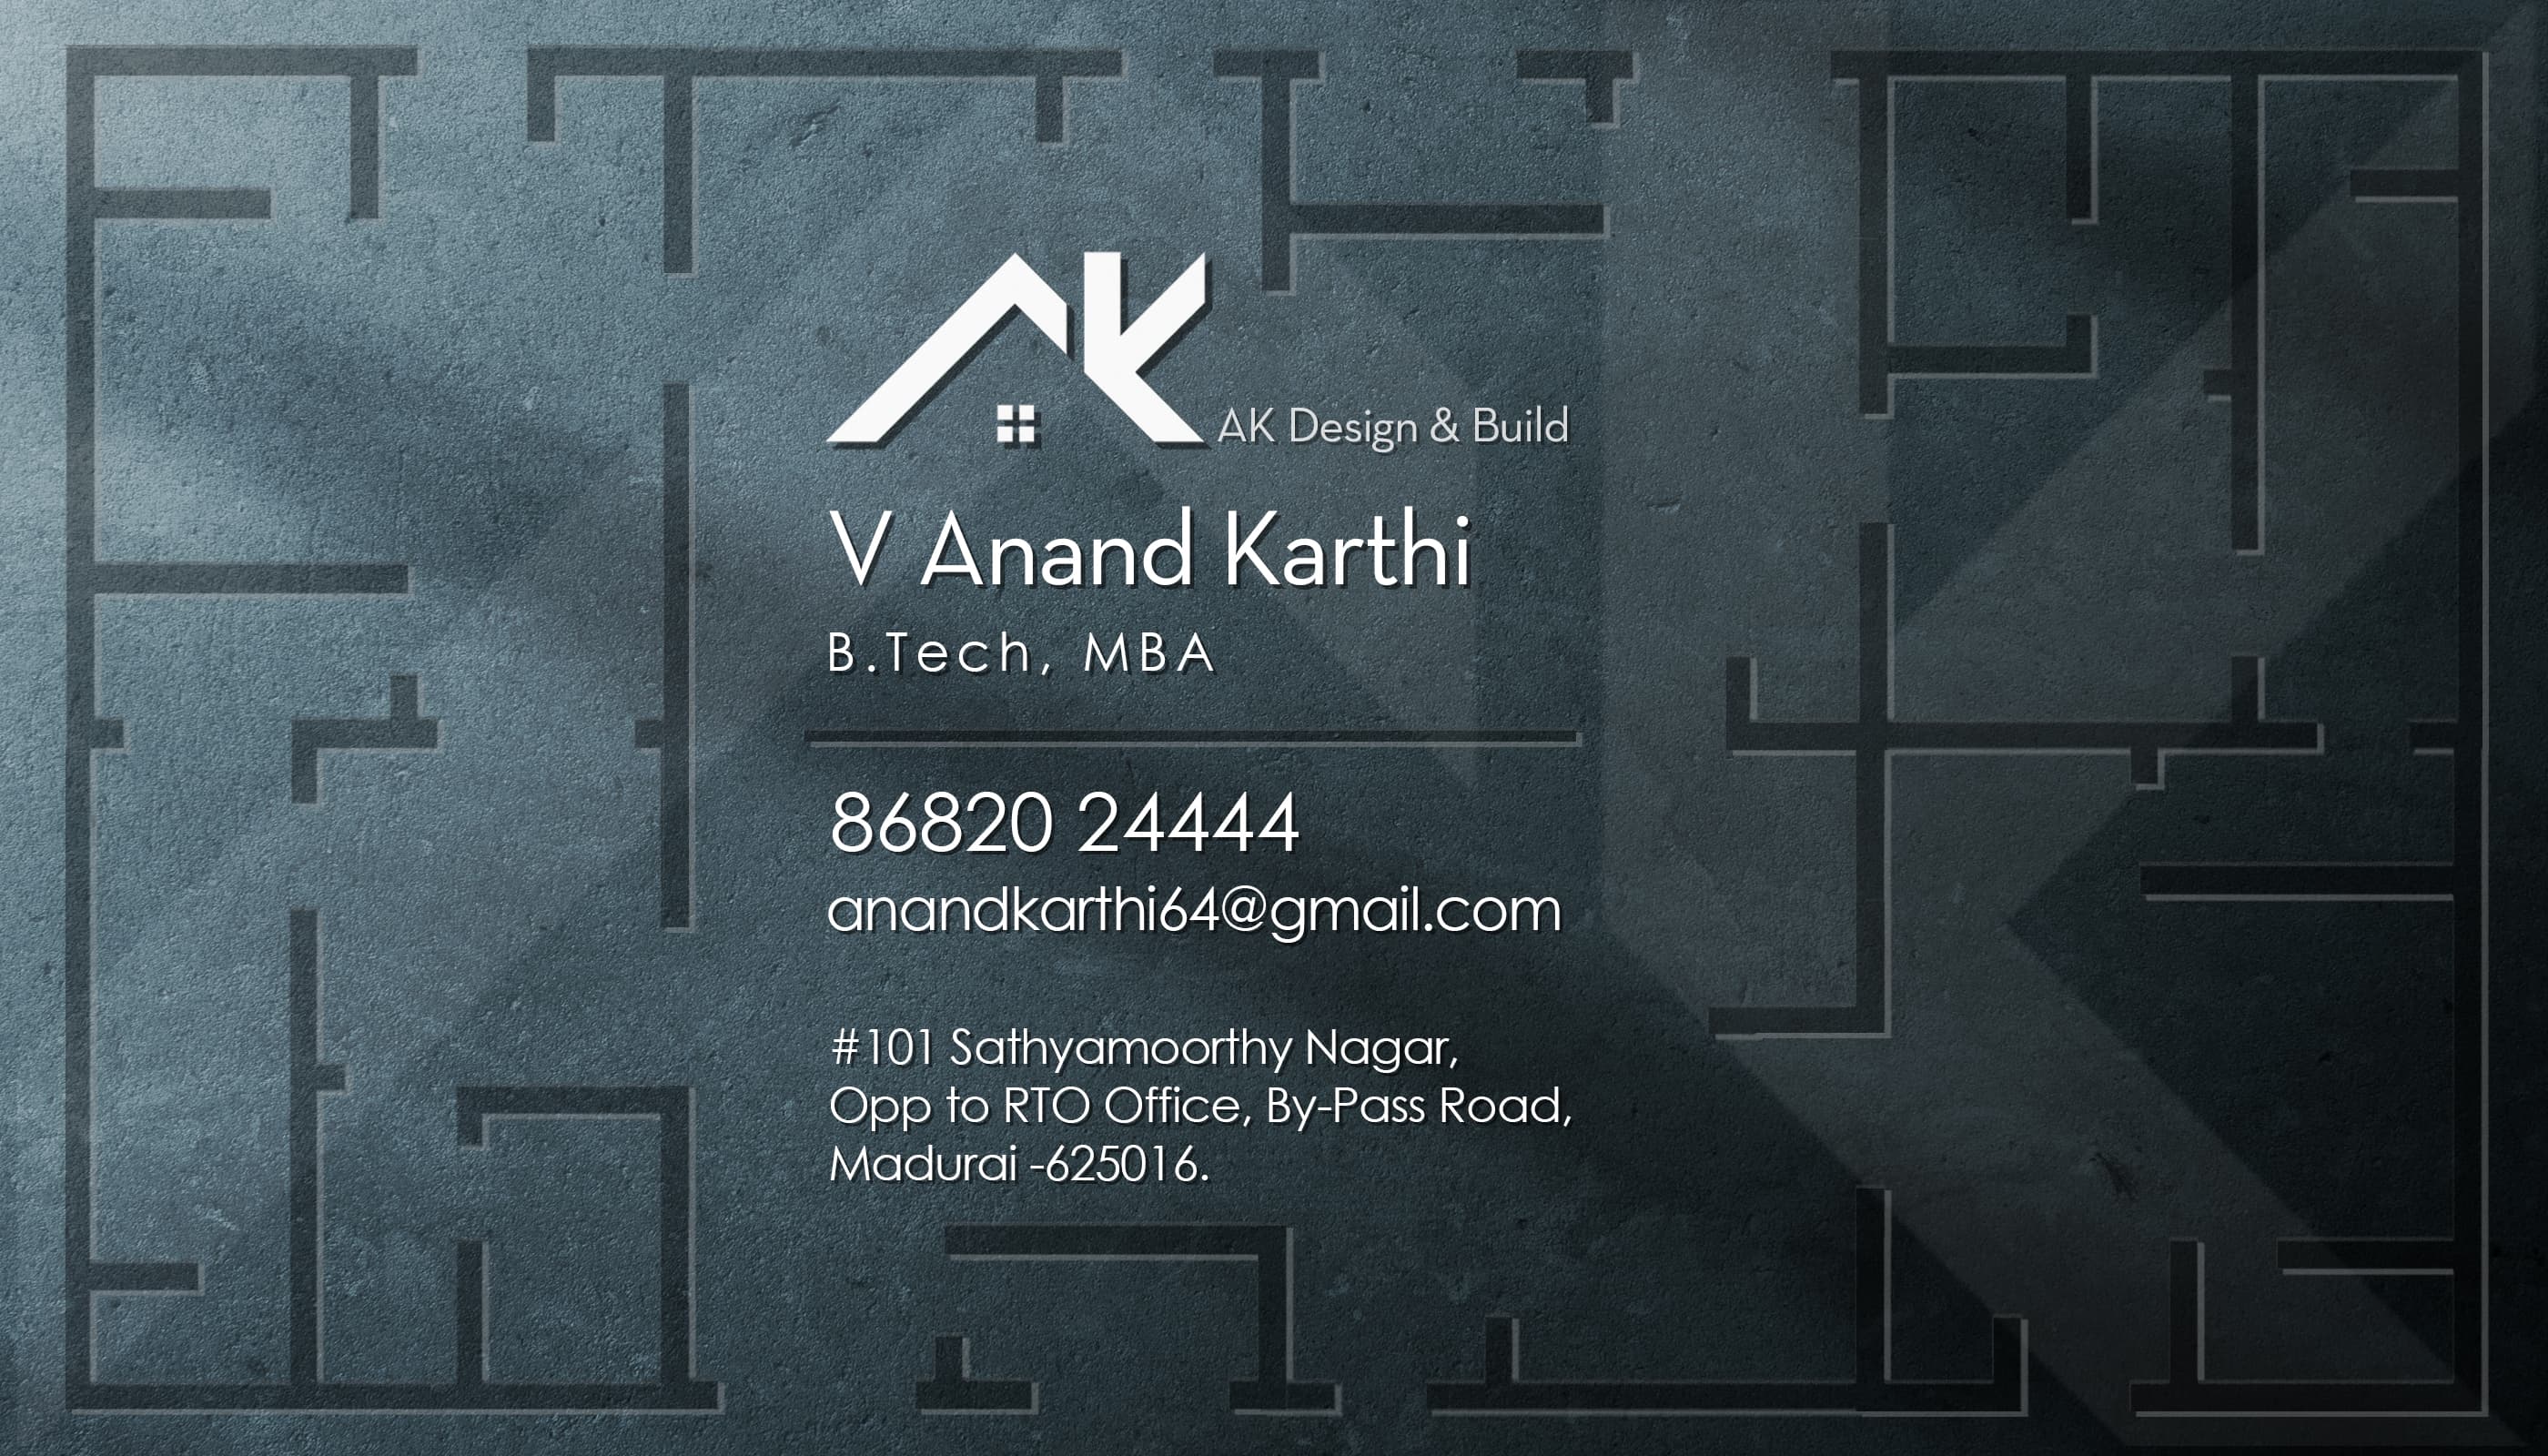 AK
AK Design & Build
V Anand Karthi
B.Tech, MBA
86820 24444
anandkarthi64@gmail.com
#101 Sathyamoorthy Nagar,
Opp to RTO Office, By-Pass Road,
Madurai -625016.